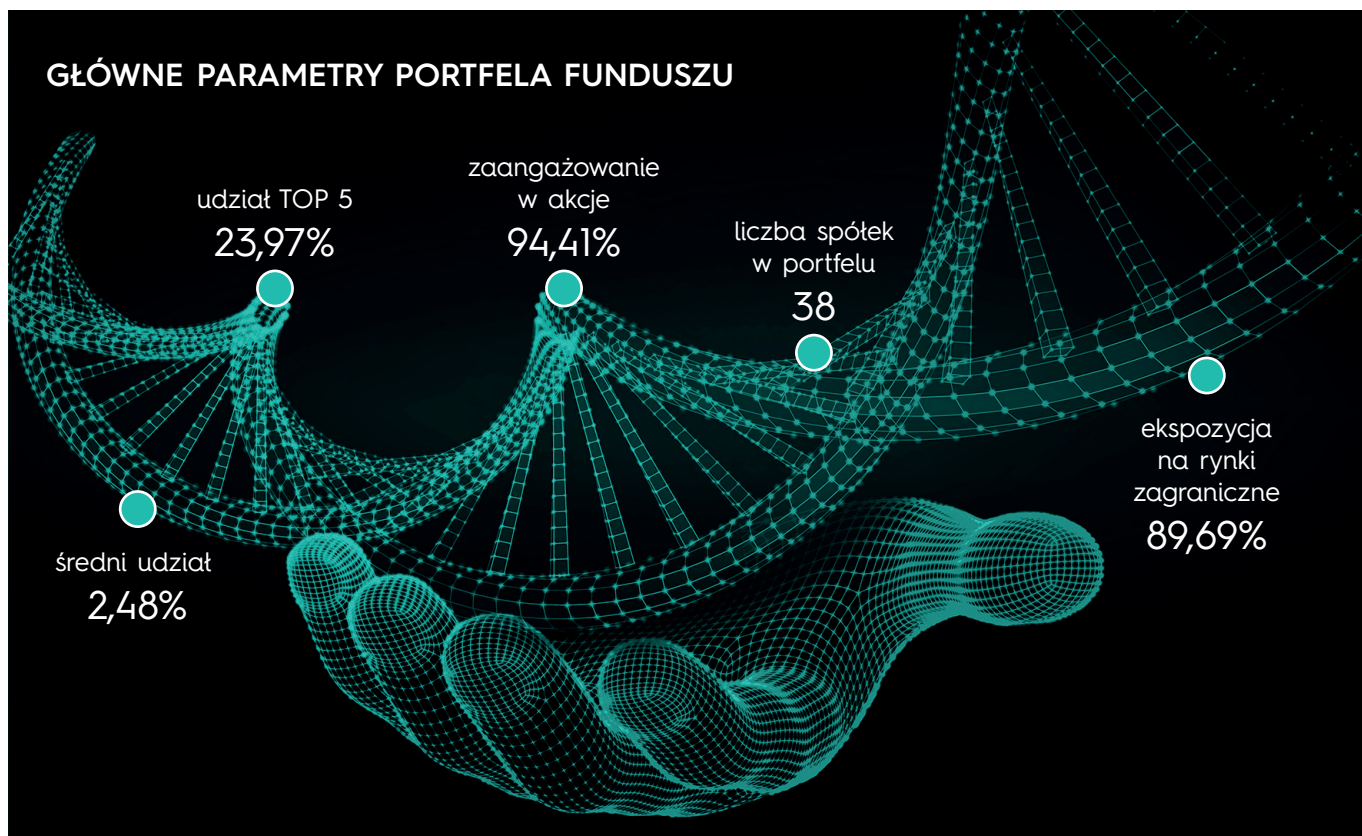 GŁÓWNE PARAMETRY PORTFELA FUNDUSZU
udział TOP 5
23,97%
zaangażowanie
w akcje
94,41%
liczba spółek
w portfelu
38
ekspozycja
na rynki
zagraniczne
89,69%
średni udział
2,48%